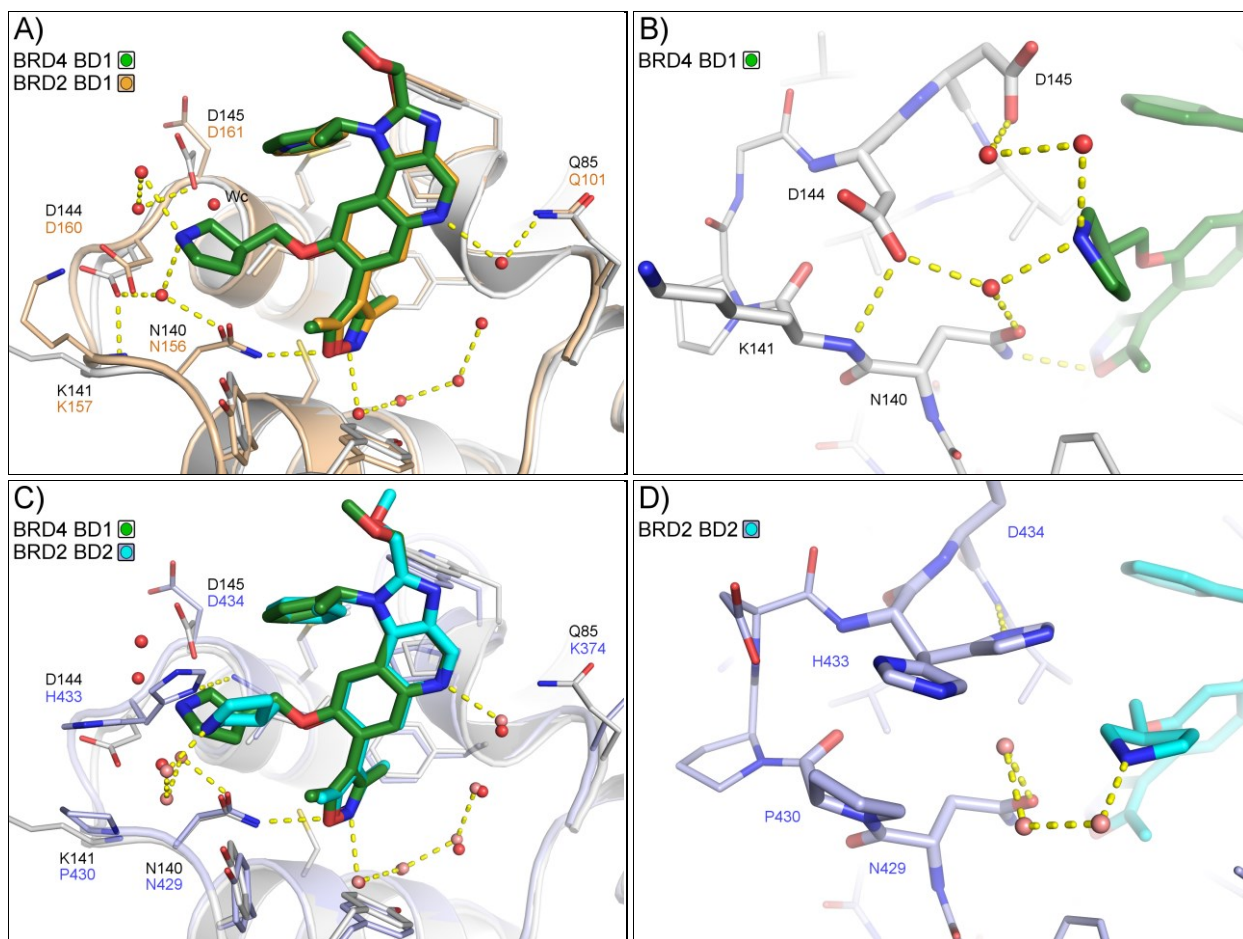 A)
BRD4 BD1
BRD2 BD1
D145
D161
Wc
Q85
Q101
D144
D160
N140
N156
K141
K157
B)
BRD4 BD1
D145
D144
K141
N140
C)
BRD4 BD1
BRD2 BD2
D145
D434
Q85
K374
D144
H433
K141
P430
N140
N429
D)
BRD2 BD2
D434
H433
P430
N429